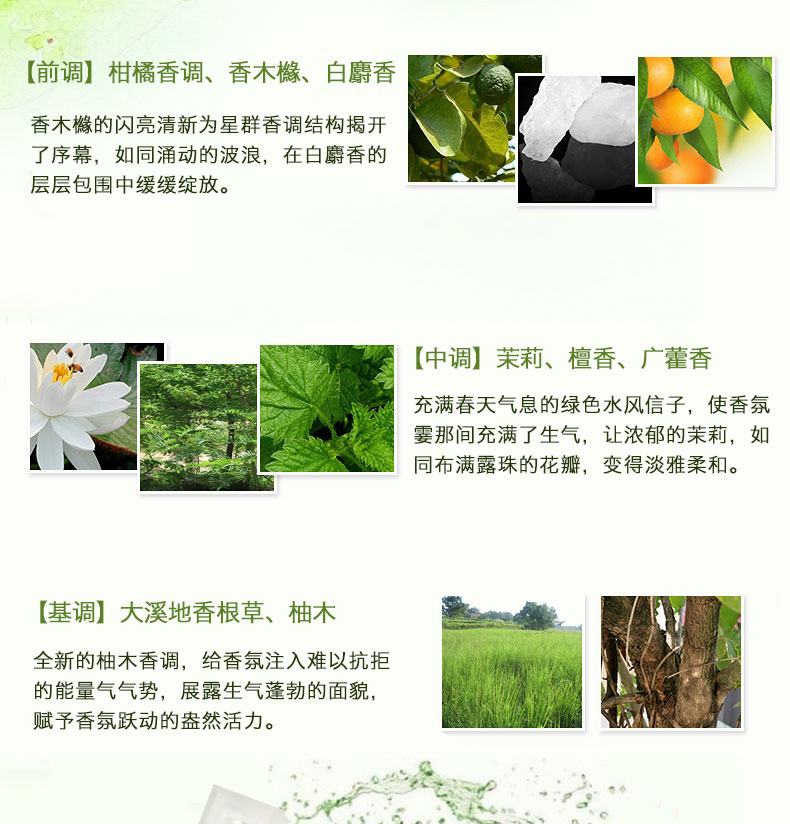 【前调】柑橘香调、香木橼、白麝香
香木橼的闪亮清新为星群香调结构揭开
了序幕，如同涌动的波浪，在白麝香的
层层包围中缓缓绽放。
【中调】茉莉、檀香、广藿香
充满春天气息的绿色水风信子，使香氛
霎那间充满了生气，让浓郁的茉莉，如
同布满露珠的花瓣，变得淡雅柔和。
【基调】大溪地香根草、柚木
全新的柚木香调，给香氛注入难以抗拒
的能量气气势，展露生气蓬勃的面貌，
赋予香氛跃动的盎然活力。